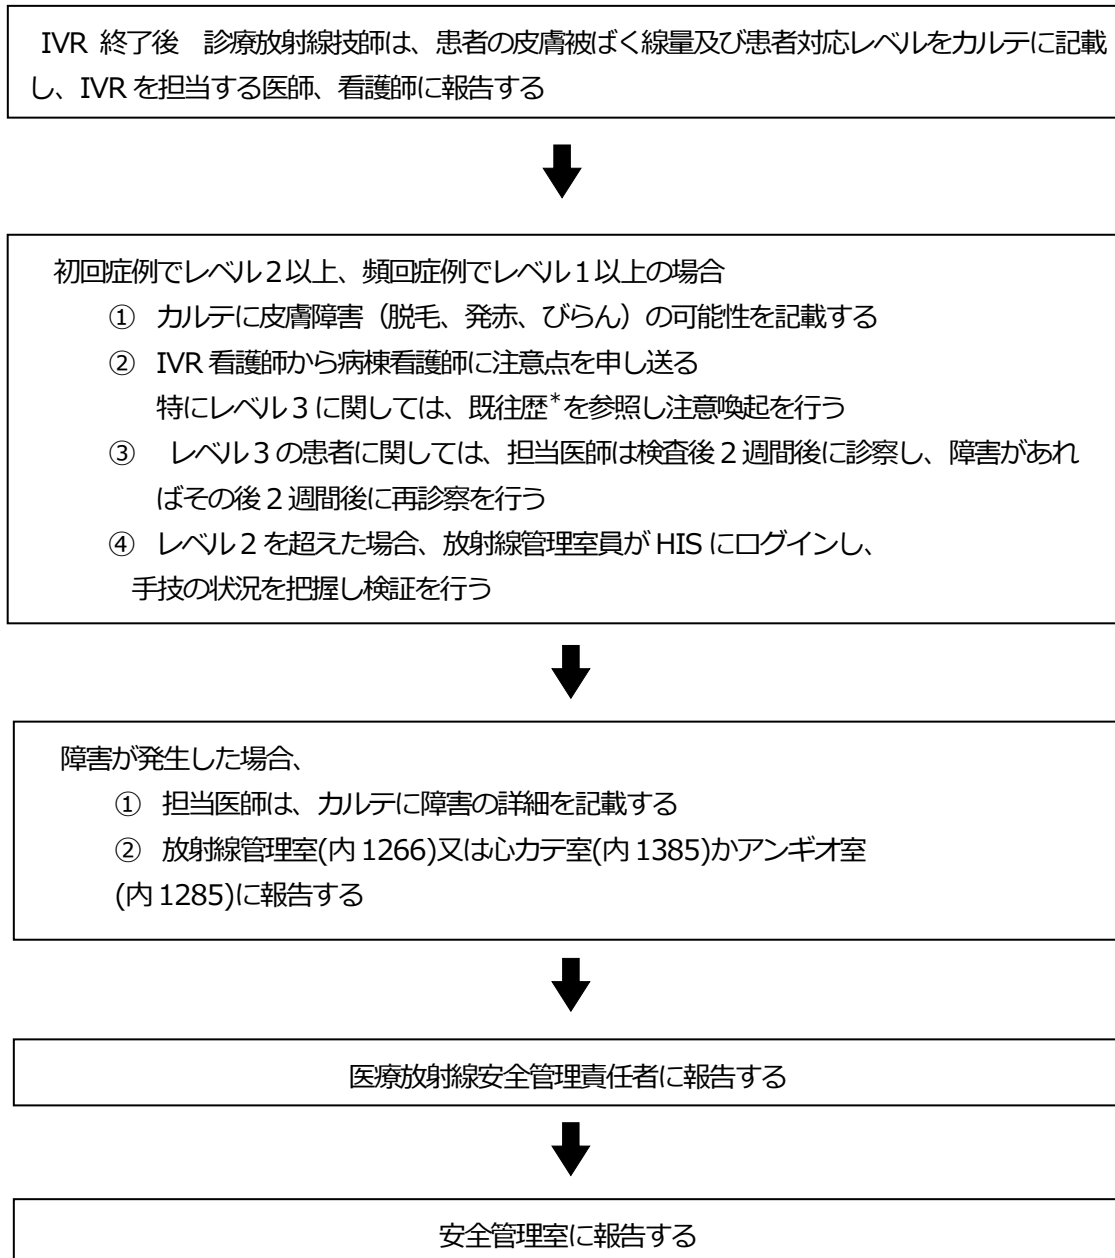 IVR 終了後　診療放射線技師は、患者の皮膚被ばく線量及び患者対応レベルをカルテに記載
し、IVR を担当する医師、看護師に報告する
初回症例でレベル２以上、頻回症例でレベル１以上の場合
① カルテに皮膚障害（脱毛、発赤、びらん）の可能性を記載する
② IVR 看護師から病棟看護師に注意点を申し送る
特にレベル３に関しては、既往歴*を参照し注意喚起を行う
③ レベル３の患者に関しては、担当医師は検査後２週間後に診察し、障害があれ
ばその後２週間後に再診察を行う
④ レベル２を超えた場合、放射線管理室員が HIS にログインし、
手技の状況を把握し検証を行う
障害が発生した場合、
① 担当医師は、カルテに障害の詳細を記載する
② 放射線管理室(内 1266)又は心カテ室(内 1385)かアンギオ室
(内 1285)に報告する
医療放射線安全管理責任者に報告する
安全管理室に報告する